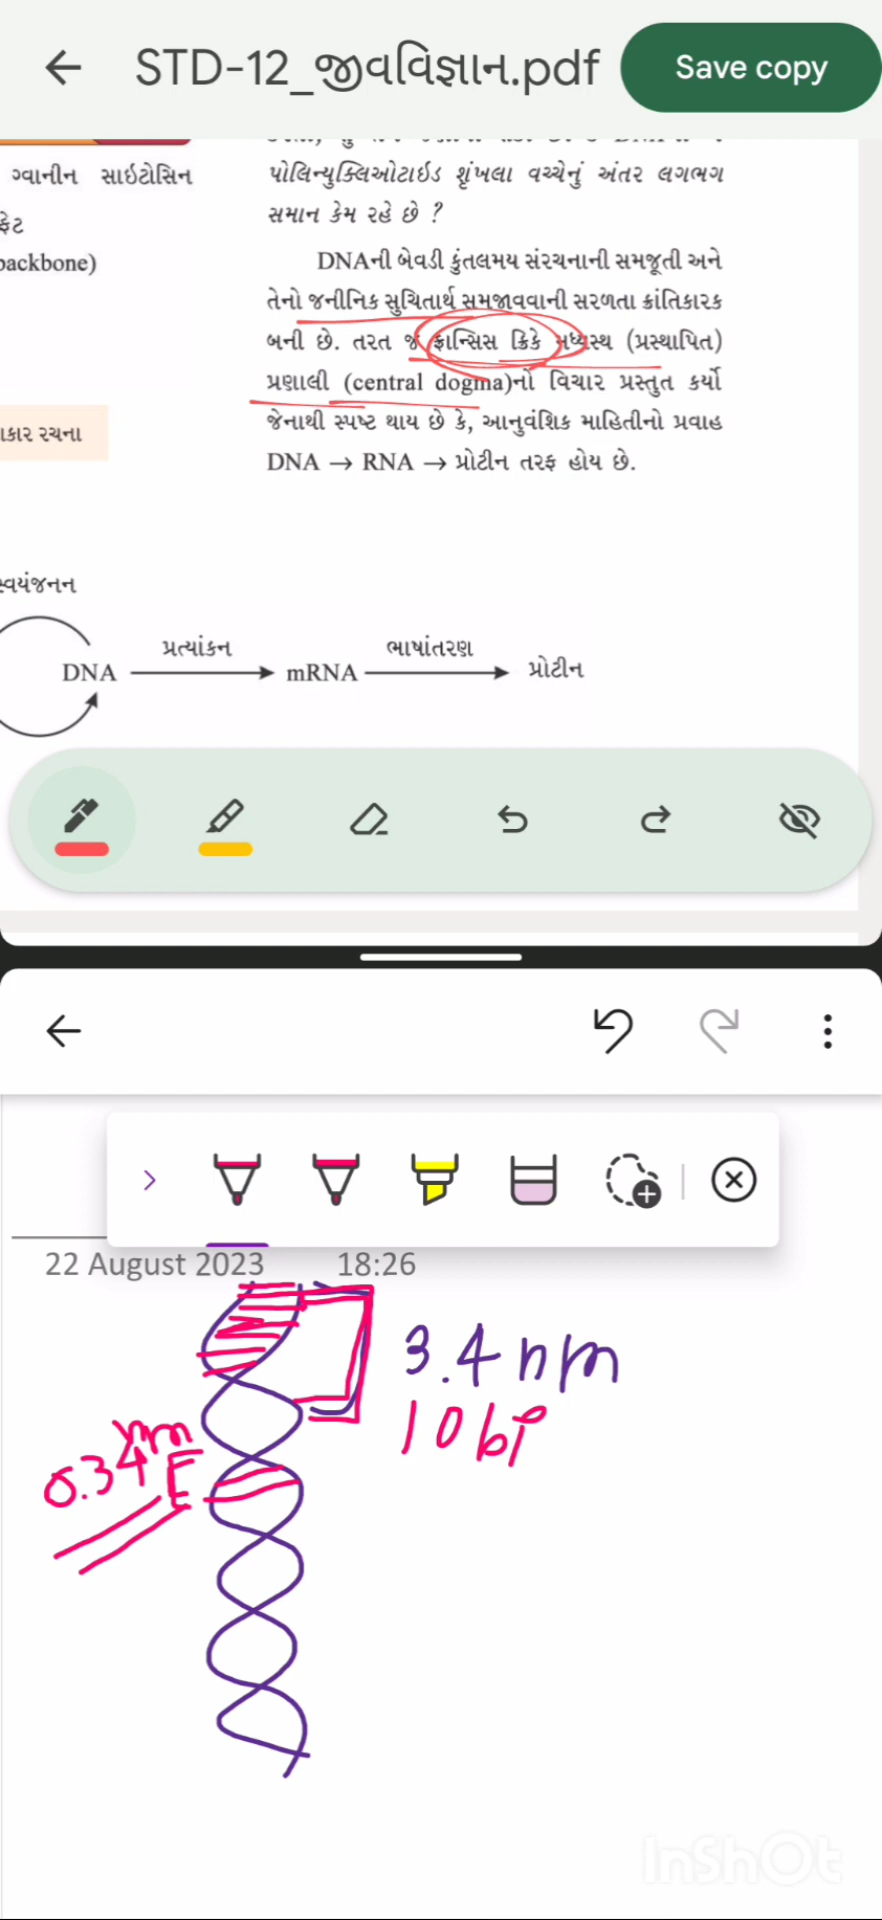 STD-12_જીવવિજ્ઞાન.pdf
Save copy
ગ્વાનીન સાઇટોસિન
ફેટ
backbone)
પોલિન્યુક્લિઓટાઇડ શૃંખલા વચ્ચેનું અંતર લગભગ
સમાન કેમ રહે છે ?
DNAની બેવડી કુંતલમય સંરચનાની સમજૂતી અને
તેનો જનીનિક સુચિતાર્થ સમજાવવાની સરળતા ક્રાંતિકારક
બની છે. તરત જ ફ્રાન્સિસ ક્રિકે મધ્યસ્થ (પ્રસ્થાપિત)
પ્રણાલી (central dogma)નો વિચાર પ્રસ્તુત કર્યો
જેનાથી સ્પષ્ટ થાય છે કે, આનુવંશિક માહિતીનો પ્રવાહ
DNA → RNA → પ્રોટીન તરફ હોય છે.
કાર રચના
સ્વયંજનન
પ્રત્યાંકન
ભાષાંતરણ
DNA
mRNA
પ્રોટીન
22 August 2023
18:26
3.4 nm
10 bp
0.34 nm
InShOt